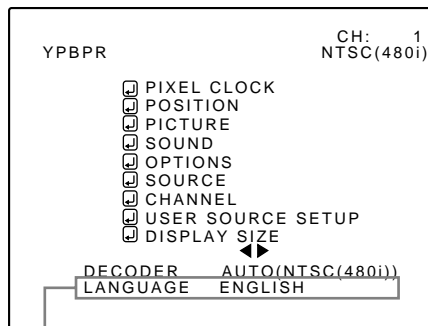 CH: 1
YPBPR NTSC(480i)
PIXEL CLOCK
POSITION
PICTURE
SOUND
OPTIONS
SOURCE
CHANNEL
USER SOURCE SETUP
DISPLAY SIZE
DECODER AUTO(NTSC(480i))
LANGUAGE ENGLISH